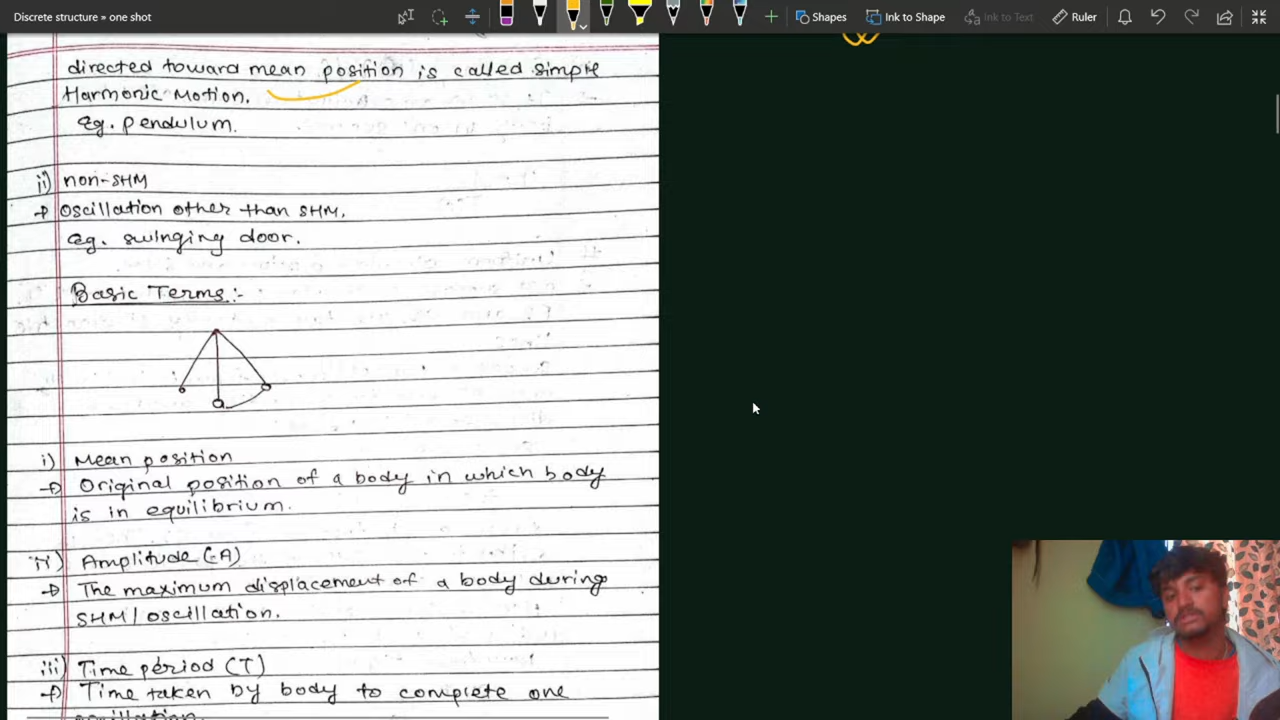 Discrete structure » one shot
Shapes
Ink to Shape
Ink to Text
Ruler
directed toward mean position is called simple
Harmonic Motion.
Eg. pendulum.
ii) non-SHM
→ Oscillation other than SHM.
eg. swinging door.
Basic Terms:-
i) Mean position
→ Original position of a body in which body
is in equilibrium.
ii) Amplitude (A)
→ The maximum displacement of a body during
SHM/oscillation.
iii) Time period (T)
→ Time taken by body to complete one
oscillation.